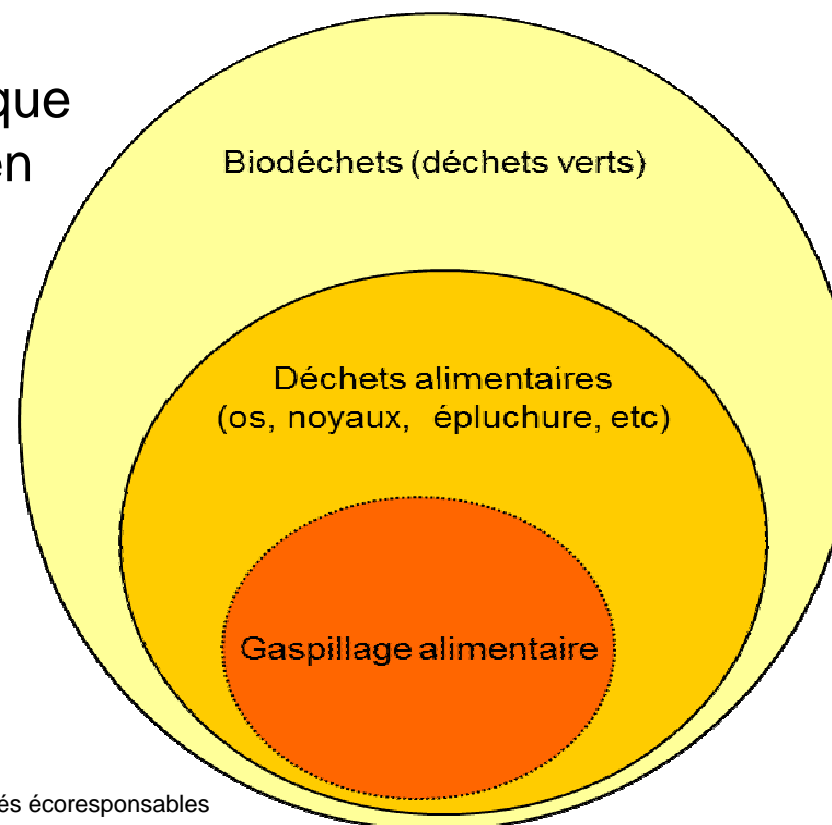 que
en
Biodéchets (déchets verts)
Déchets alimentaires
(os, noyaux, épluchure, etc)
Gaspillage alimentaire
és écoresponsables